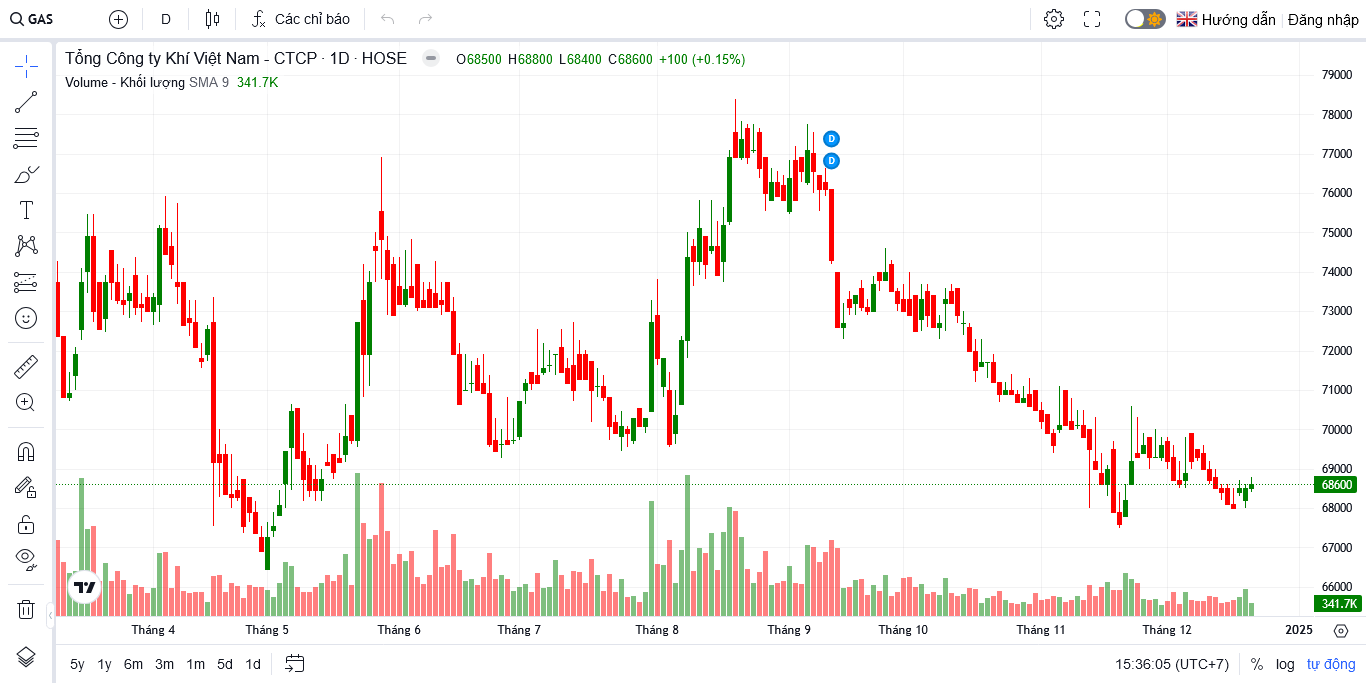 GAS D Các chỉ báo Hướng dẫn Đăng nhập
Tổng Công ty Khí Việt Nam - CTCP · 1D · HOSE O68500 H68800 L68400 C68600 +100 (+0.15%)
Volume - Khối lượng SMA 9 341.7K
79000
78000
D
77000
D
76000
75000
74000
73000
72000
71000
70000
69000
68600
68000
67000
66000
341.7K
Tháng 4 Tháng 5 Tháng 6 Tháng 7 Tháng 8 Tháng 9 Tháng 10 Tháng 11 Tháng 12 2025
5y 1y 6m 3m 1m 5d 1d 15:36:05 (UTC+7) % log tự động